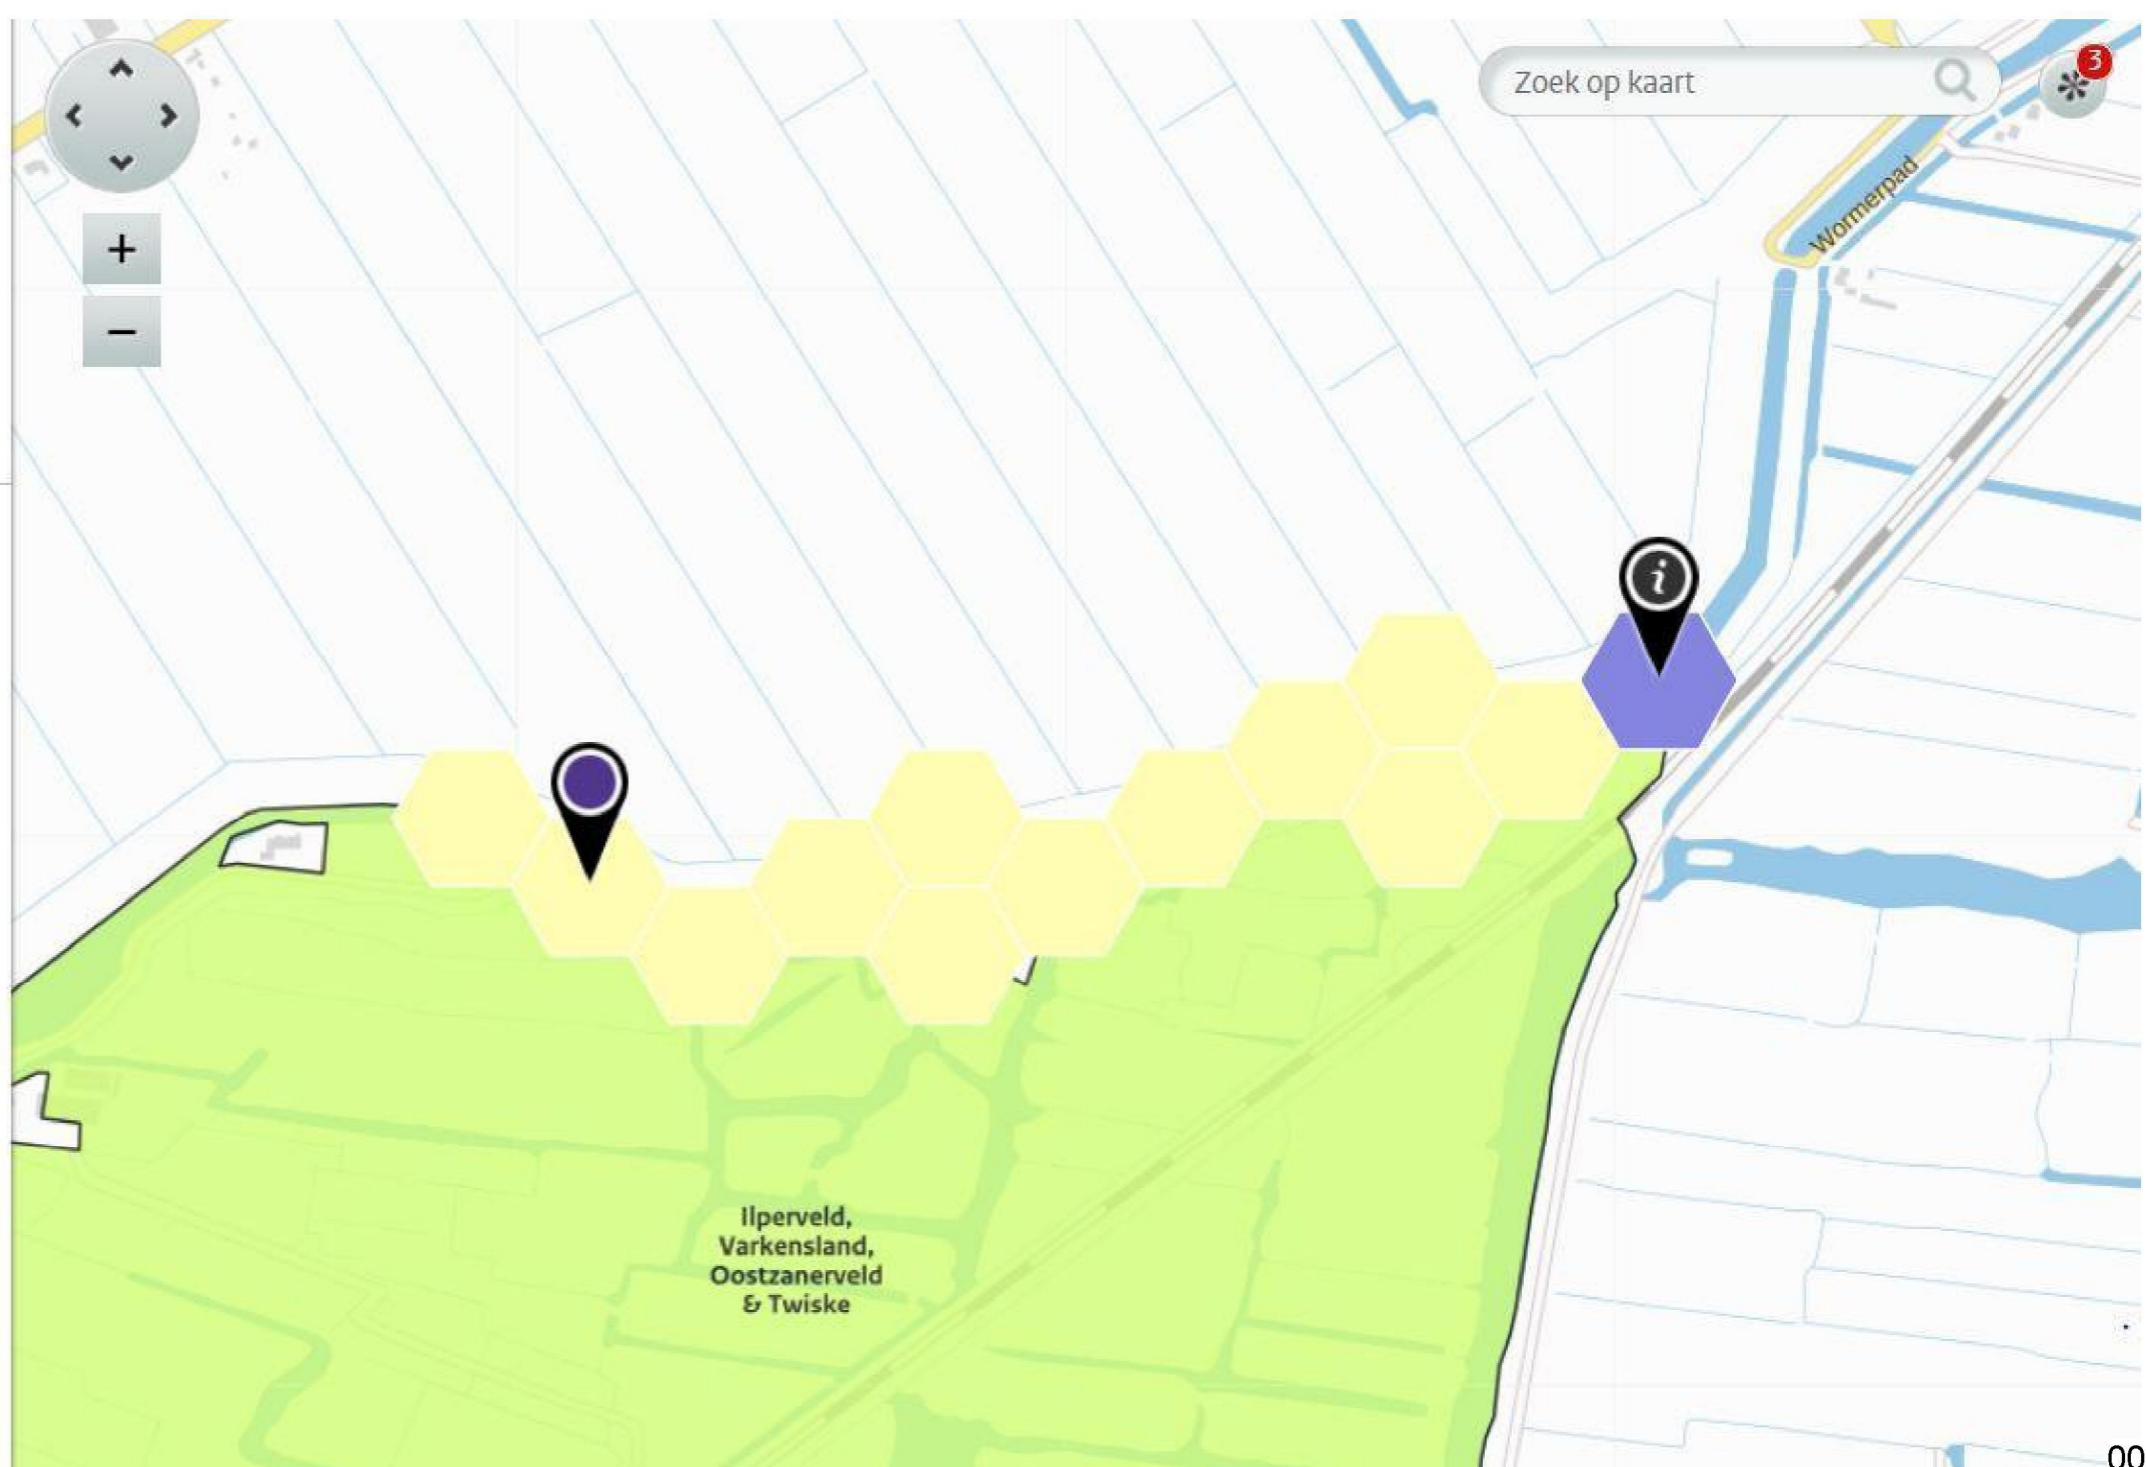 Zoek op kaart
3
Wormerpad
+
−
i
Ilperveld,
Varkensland,
Oostzanerveld
& Twiske
00